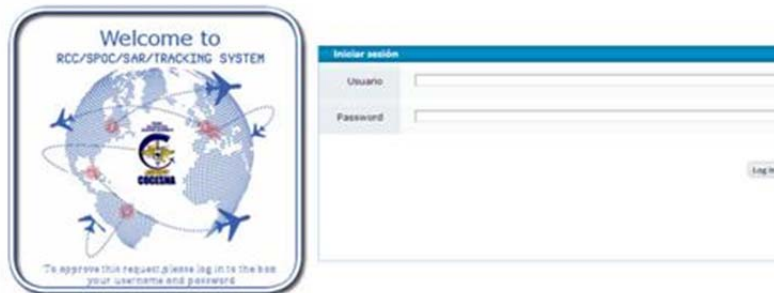 Welcome to
RCC/SPOC/SAR/TRACKING SYSTEM
COCESNA
To approve this request,please log in to the box
your username and password
Iniciar sesión
Usuario
Password
Log in